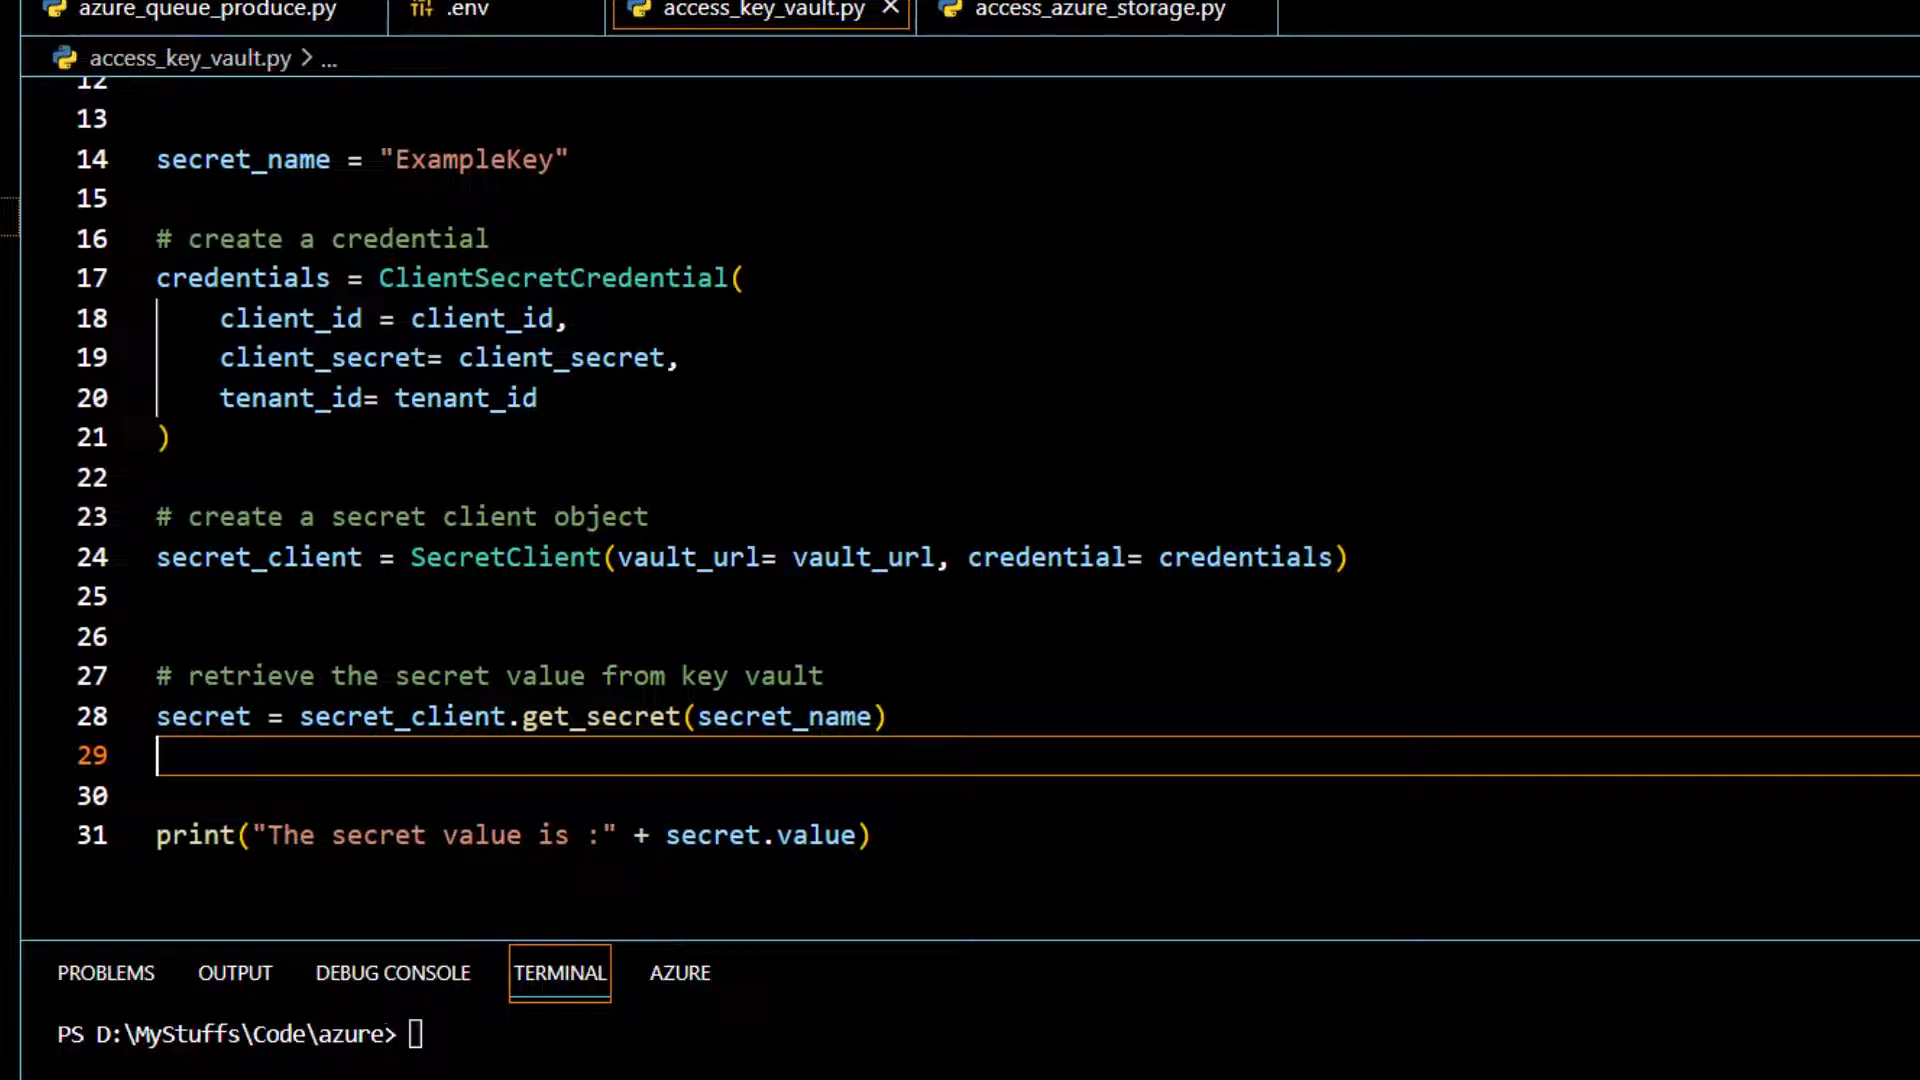 azure_queue_produce.py .env access_key_vault.py × access_azure_storage.py
access_key_vault.py > ...
12
13
14 secret_name = "ExampleKey"
15
16 # create a credential
17 credentials = ClientSecretCredential(
18 client_id = client_id,
19 client_secret= client_secret,
20 tenant_id= tenant_id
21 )
22
23 # create a secret client object
24 secret_client = SecretClient(vault_url= vault_url, credential= credentials)
25
26
27 # retrieve the secret value from key vault
28 secret = secret_client.get_secret(secret_name)
29
30
31 print("The secret value is :" + secret.value)
PROBLEMS OUTPUT DEBUG CONSOLE TERMINAL AZURE
PS D:\MyStuffs\Code\azure>